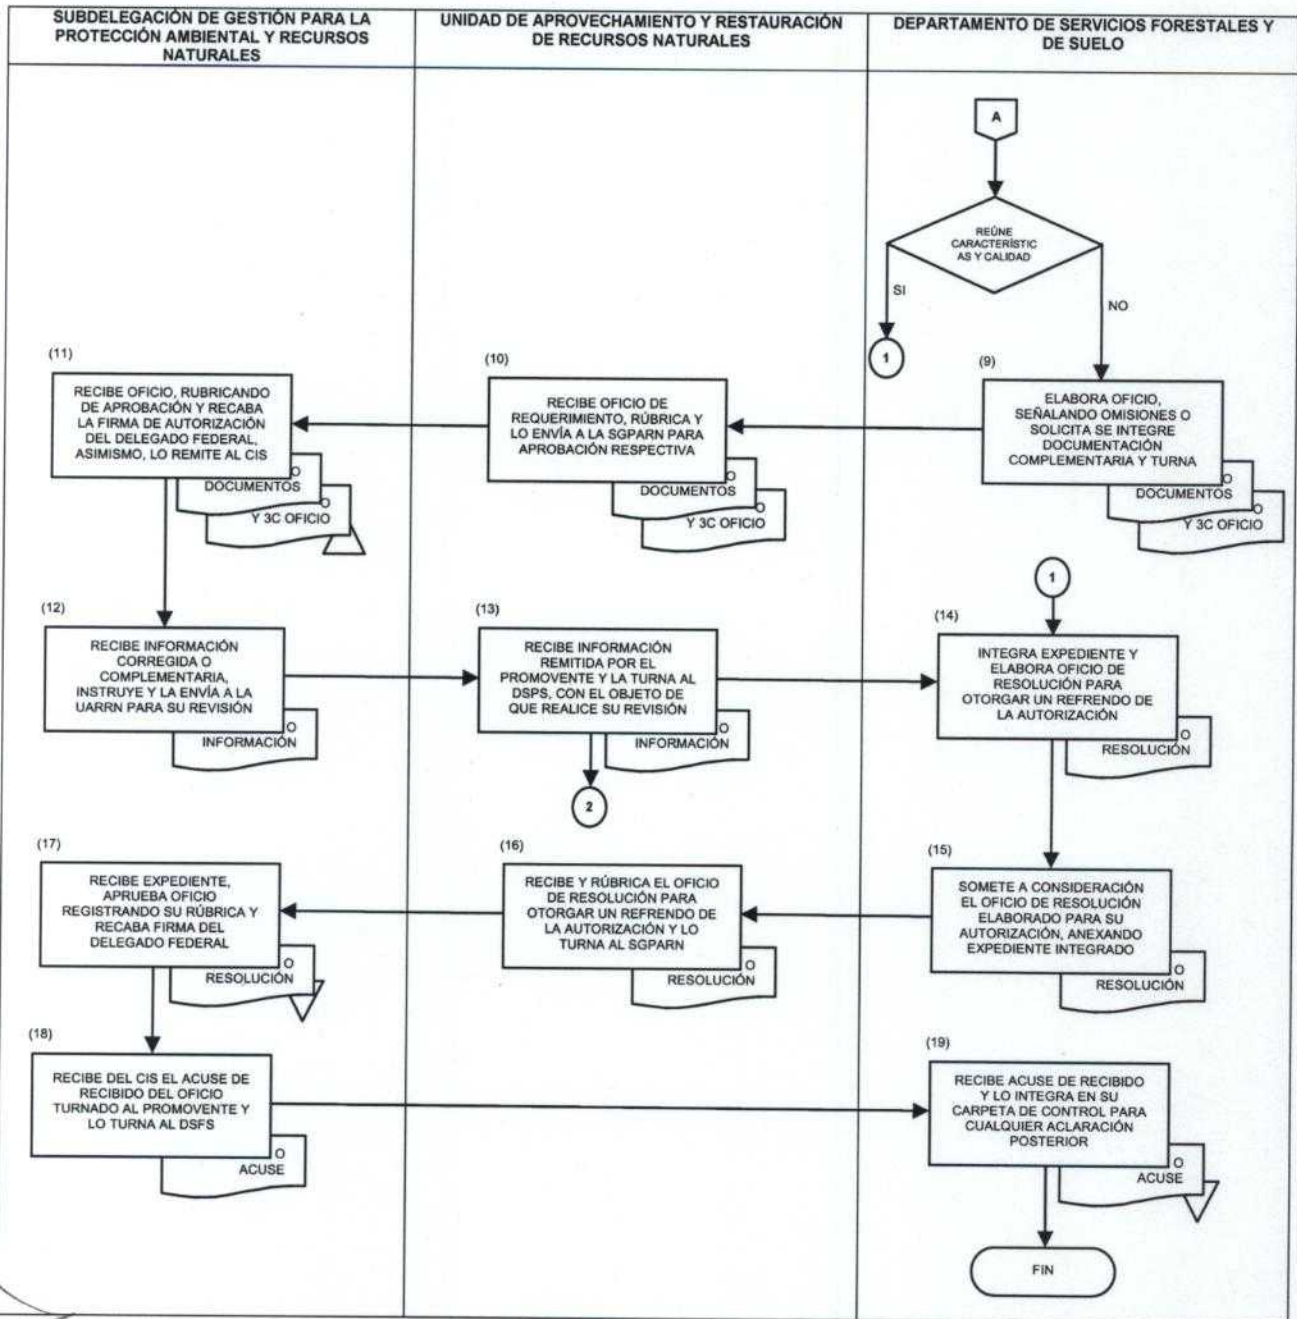 SUBDELEGACIÓN DE GESTIÓN PARA LA
PROTECCIÓN AMBIENTAL Y RECURSOS
NATURALES
UNIDAD DE APROVECHAMIENTO Y RESTAURACIÓN
DE RECURSOS NATURALES
DEPARTAMENTO DE SERVICIOS FORESTALES Y
DE SUELO
A
REÚNE
CARACTERÍSTIC
AS Y CALIDAD
SI
NO
1
(9)
ELABORA OFICIO,
SEÑALANDO OMISIONES O
SOLICITA SE INTEGRE
DOCUMENTACIÓN
COMPLEMENTARIA Y TURNA
O
DOCUMENTOS
O
Y 3C OFICIO
(10)
RECIBE OFICIO DE
REQUERIMIENTO, RÚBRICA Y
LO ENVÍA A LA SGPARN PARA
APROBACIÓN RESPECTIVA
O
DOCUMENTOS
O
Y 3C OFICIO
(11)
RECIBE OFICIO, RUBRICANDO
DE APROBACIÓN Y RECABA
LA FIRMA DE AUTORIZACIÓN
DEL DELEGADO FEDERAL,
ASIMISMO, LO REMITE AL CIS
O
DOCUMENTOS
O
Y 3C OFICIO
(12)
RECIBE INFORMACIÓN
CORREGIDA O
COMPLEMENTARIA,
INSTRUYE Y LA ENVÍA A LA
UARRN PARA SU REVISIÓN
O
INFORMACIÓN
(13)
RECIBE INFORMACIÓN
REMITIDA POR EL
PROMOVENTE Y LA TURNA AL
DSPS, CON EL OBJETO DE
QUE REALICE SU REVISIÓN
O
INFORMACIÓN
2
1
(14)
INTEGRA EXPEDIENTE Y
ELABORA OFICIO DE
RESOLUCIÓN PARA
OTORGAR UN REFRENDO DE
LA AUTORIZACIÓN
O
RESOLUCIÓN
(15)
SOMETE A CONSIDERACIÓN
EL OFICIO DE RESOLUCIÓN
ELABORADO PARA SU
AUTORIZACIÓN, ANEXANDO
EXPEDIENTE INTEGRADO
O
RESOLUCIÓN
(16)
RECIBE Y RÚBRICA EL OFICIO
DE RESOLUCIÓN PARA
OTORGAR UN REFRENDO DE
LA AUTORIZACIÓN Y LO
TURNA AL SGPARN
O
RESOLUCIÓN
(17)
RECIBE EXPEDIENTE,
APRUEBA OFICIO
REGISTRANDO SU RÚBRICA Y
RECABA FIRMA DEL
DELEGADO FEDERAL
O
RESOLUCIÓN
(18)
RECIBE DEL CIS EL ACUSE DE
RECIBIDO DEL OFICIO
TURNADO AL PROMOVENTE Y
LO TURNA AL DSFS
O
ACUSE
(19)
RECIBE ACUSE DE RECIBIDO
Y LO INTEGRA EN SU
CARPETA DE CONTROL PARA
CUALQUIER ACLARACIÓN
POSTERIOR
O
ACUSE
FIN